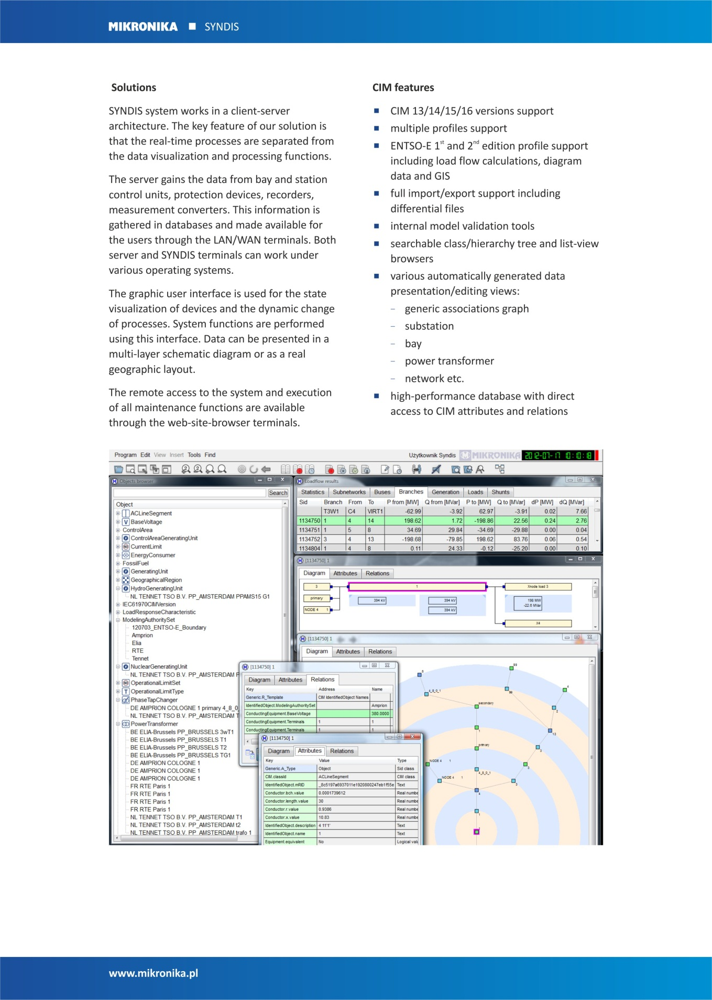 MIKRONIKA ■ SYNDIS
Solutions
SYNDIS system works in a client-server
architecture. The key feature of our solution is
that the real-time processes are separated from
the data visualization and processing functions.
The server gains the data from bay and station
control units, protection devices, recorders,
measurement converters. This information is
gathered in databases and made available for
the users through the LAN/WAN terminals. Both
server and SYNDIS terminals can work under
various operating systems.
The graphic user interface is used for the state
visualization of devices and the dynamic change
of processes. System functions are performed
using this interface. Data can be presented in a
multi-layer schematic diagram or as a real
geographic layout.
The remote access to the system and execution
of all maintenance functions are available
through the web-site-browser terminals.
CIM features
■ CIM 13/14/15/16 versions support
■ multiple profiles support
■ ENTSO-E 1st and 2nd edition profile support
including load flow calculations, diagram
data and GIS
■ full import/export support including
differential files
■ internal model validation tools
■ searchable class/hierarchy tree and list-view
browsers
■ various automatically generated data
presentation/editing views:
– generic associations graph
– substation
– bay
– power transformer
– network etc.
■ high-performance database with direct
access to CIM attributes and relations
Program Edit View Insert Tools Find
Użytkownik Syndis MIKRONIKA 2012-07-17 10:10:18
Objects browser
Search
Object
ACLineSegment
BaseVoltage
ControlArea
ControlAreaGeneratingUnit
CurrentLimit
EnergyConsumer
FossilFuel
GeneratingUnit
GeographicalRegion
HydroGeneratingUnit
NL TENNET TSO B.V. PP_AMSTERDAM PPAMS15 G1
IEC61970CIMVersion
LoadResponseCharacteristic
ModelingAuthoritySet
120703_ENTSO-E_Boundary
Amprion
Elia
RTE
Tennet
NuclearGeneratingUnit
NL TENNET TSO B.V. PP_AMSTERDAM P
OperationalLimitSet
OperationalLimitType
PhaseTapChanger
DE AMPRION COLOGNE 1 primary 4_8_0_
NL TENNET TSO B.V. PP_AMSTERDAM T
PowerTransformer
BE ELIA-Brussels PP_BRUSSELS 3wT1
BE ELIA-Brussels PP_BRUSSELS T1
BE ELIA-Brussels PP_BRUSSELS T2
BE ELIA-Brussels PP_BRUSSELS TG1
DE AMPRION COLOGNE 1
DE AMPRION COLOGNE 1
DE AMPRION COLOGNE 1
FR RTE Paris 1
FR RTE Paris 1
FR RTE Paris 1
FR RTE Paris 1
NL TENNET TSO B.V. PP_AMSTERDAM T1
NL TENNET TSO B.V. PP_AMSTERDAM t2
NL TENNET TSO B.V. PP_AMSTERDAM trafo 1
Loadflow results
Statistics Subnetworks Buses Branches Generation Loads Shunts
Sid Branch From To P from [MW] Q from [MVar] P to [MW] Q to [MVar] dP [MW] dQ [MVar]
T3W1 C4 VIRT1 -62.99 -3.92 62.97 -3.91 0.02 7.66
1134750 1 4 14 198.62 1.72 -198.86 22.56 0.24 2.76
1134751 1 5 8 34.69 29.84 -34.69 -29.88 0.00 0.04
1134752 3 4 13 -198.68 -79.85 198.62 83.76 0.06 0.54
1134804 1 4 8 0.11 24.33 -0.12 -25.20 0.00 0.10
[1134750] 1
Diagram Attributes Relations
3 1 Xnode load 3
primary 394 kV 394 kV 198 MW
-22.6 MVar
NODE 4 1 394 kV
X4
[1134750] 1
Diagram Attributes Relations
99
8
4_8_0_1
99
4
secondary
2
13
primary
3
NODE 4 1
3
4_8_0_1
NODE 4 1
3
4
1
1
[1134750] 1
Diagram Attributes Relations
Key Address Name
Generic.R_Template CIM IdentifiedObject Names
IdentifiedObject.ModelingAuthoritySet Amprion
ConductingEquipment.BaseVoltage 380.0000
ConductingEquipment.Terminals 1 1
ConductingEquipment.Terminals 1 1
[1134750] 1
Diagram Attributes Relations
Key Value Type
Generic.A_Type Object Sid class
CIM.classId ACLineSegment CIM class
IdentifiedObject.mRID _8c5197a6937011e1920800247eb1f55e Text
Conductor.bch.value 0.0001739612 Real numbe
Conductor.length.value 30 Real numbe
Conductor.r.value 0.9386 Real numbe
Conductor.x.value 10.83 Real numbe
IdentifiedObject.description 4 11'1' Text
IdentifiedObject.name 1 Text
Equipment.equivalent No Logical valu
www.mikronika.pl